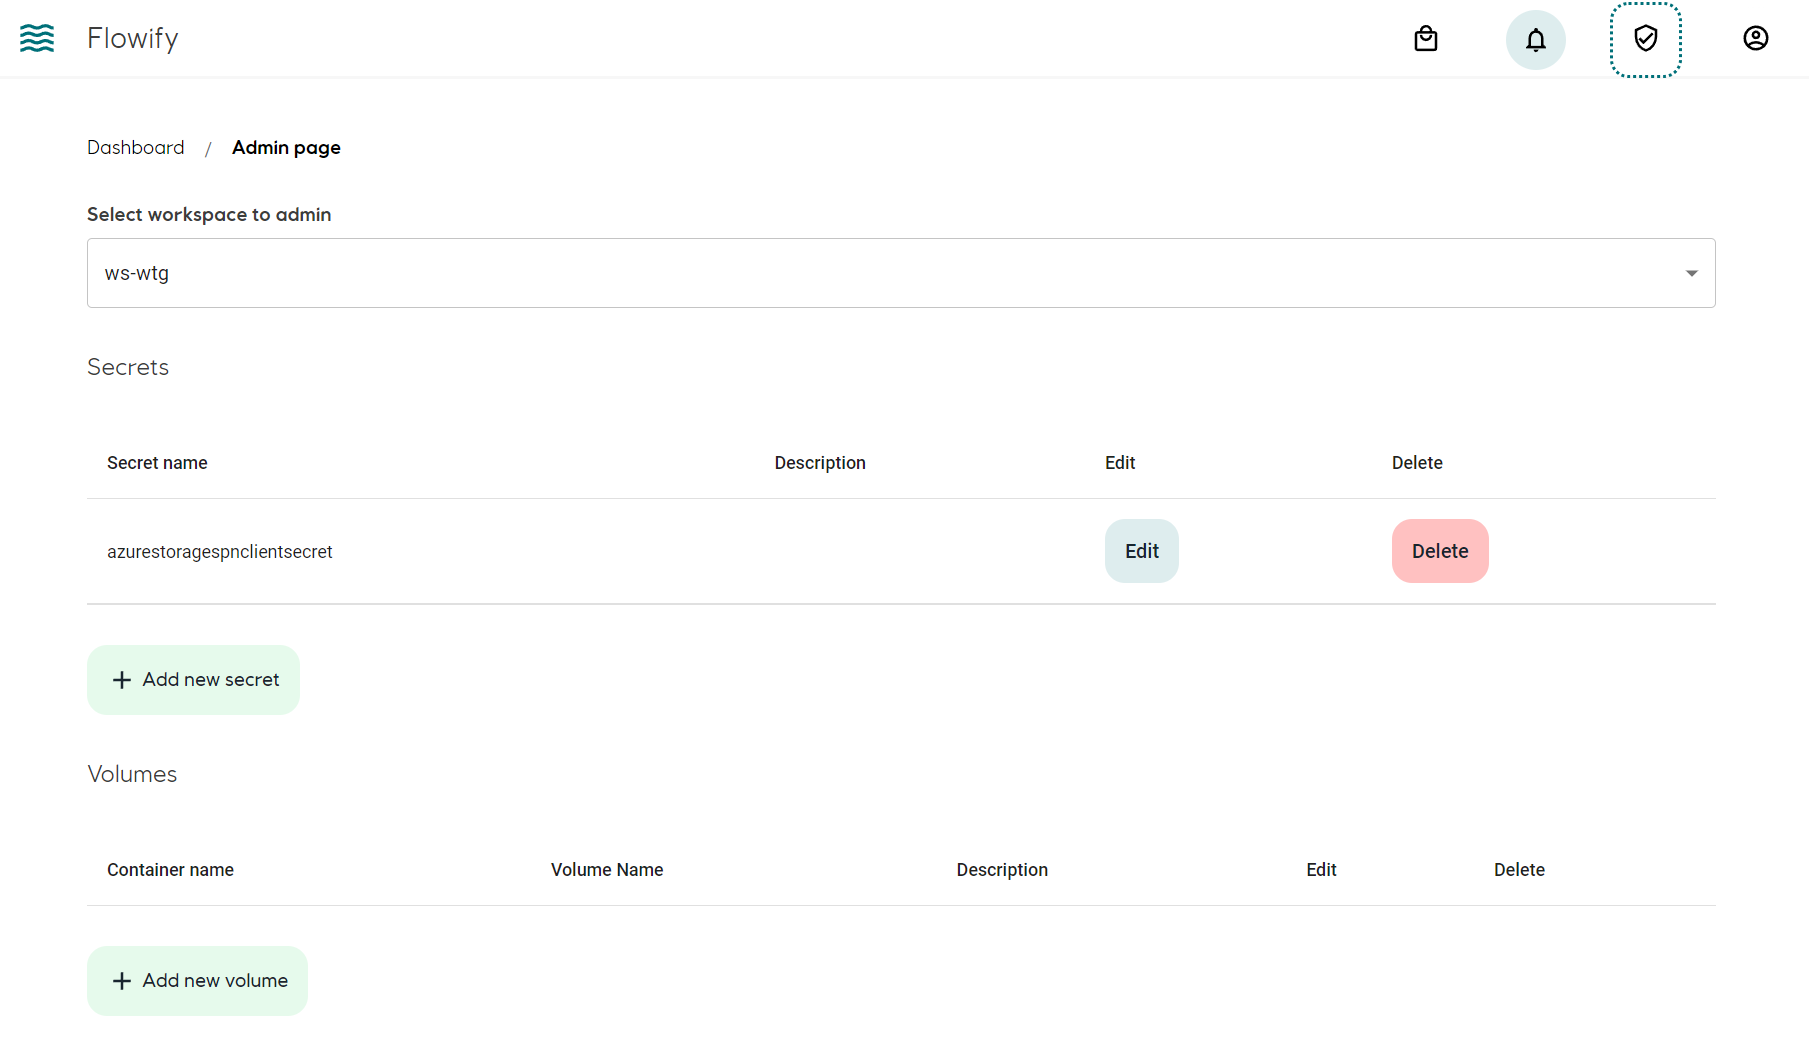 Flowify
Dashboard / Admin page
Select workspace to admin
ws-wtg
Secrets
Secret name Description Edit Delete
azurestoragespnclientsecret Edit Delete
+ Add new secret
Volumes
Container name Volume Name Description Edit Delete
+ Add new volume